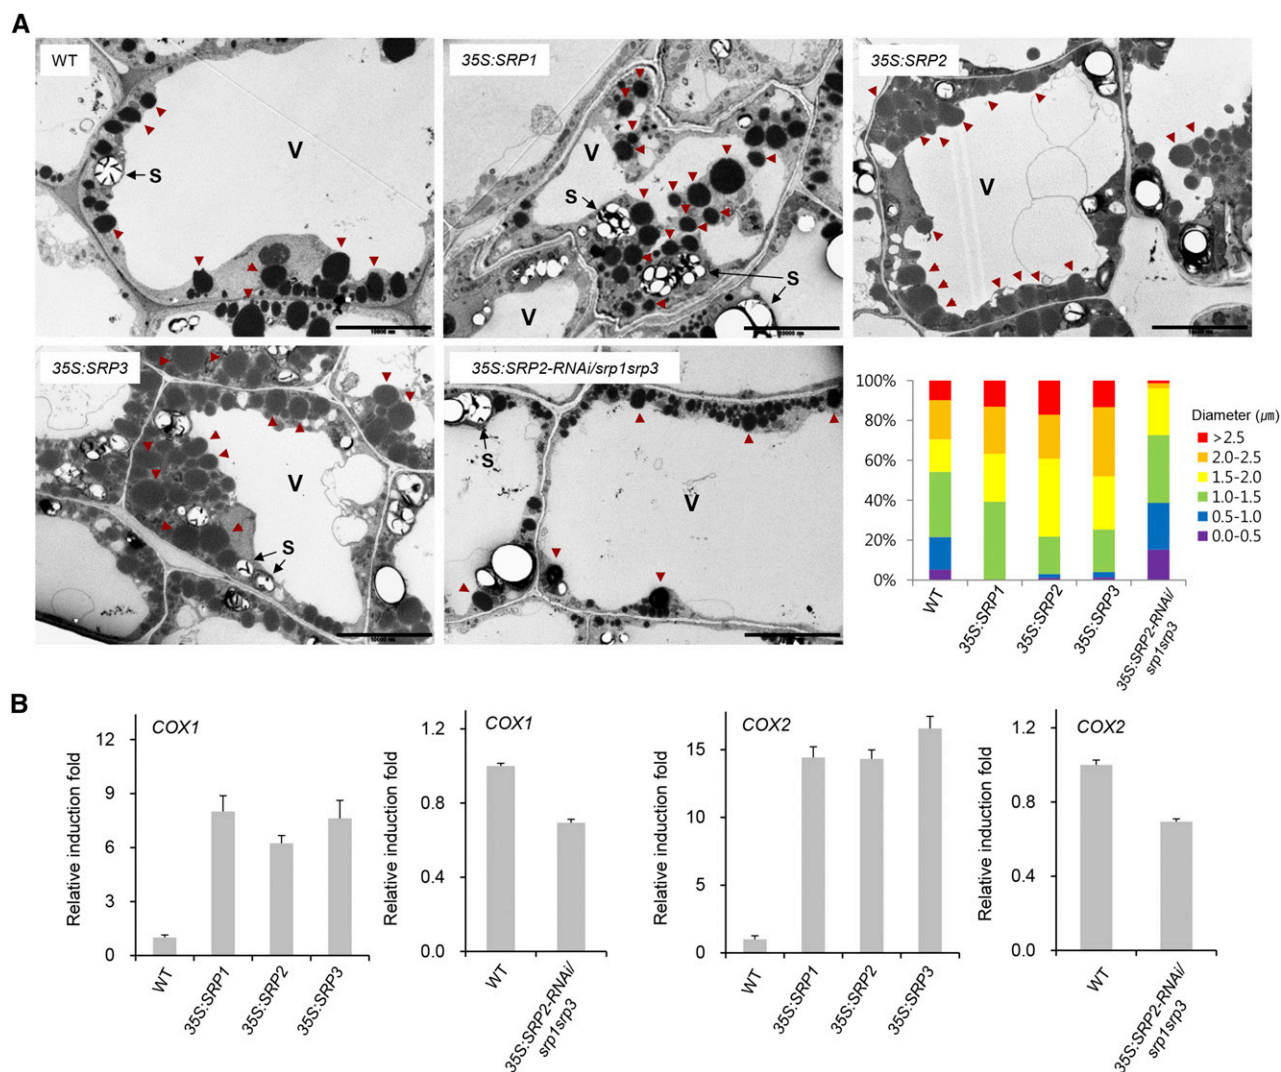 A
WT
V
S
10000 nm
35S:SRP1
V
S
S
V
35S:SRP2
V
35S:SRP3
V
S
35S:SRP2-RNAi/srp1srp3
S
V
100%
80%
60%
40%
20%
0%
WT
35S:SRP1
35S:SRP2
35S:SRP3
35S:SRP2-RNAi/
srp1srp3
Diameter (μm)
>2.5
2.0-2.5
1.5-2.0
1.0-1.5
0.5-1.0
0.0-0.5
B
COX1
Relative induction fold
12
9
6
3
0
WT
35S:SRP1
35S:SRP2
35S:SRP3
COX1
Relative induction fold
1.2
0.8
0.4
0.0
WT
35S:SRP2-RNAi/
srp1srp3
COX2
Relative induction fold
15
10
5
0
WT
35S:SRP1
35S:SRP2
35S:SRP3
COX2
Relative induction fold
1.2
0.8
0.4
0.0
WT
35S:SRP2-RNAi/
srp1srp3